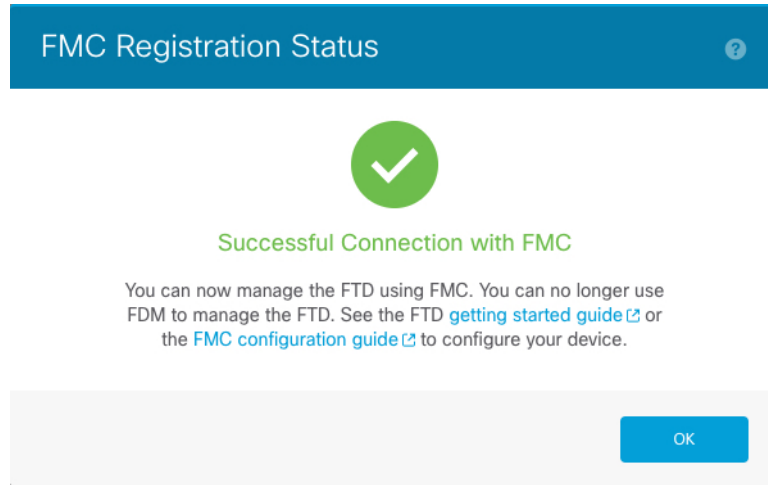 FMC Registration Status
?
Successful Connection with FMC
You can now manage the FTD using FMC. You can no longer use
FDM to manage the FTD. See the FTD getting started guide or
the FMC configuration guide to configure your device.
OK